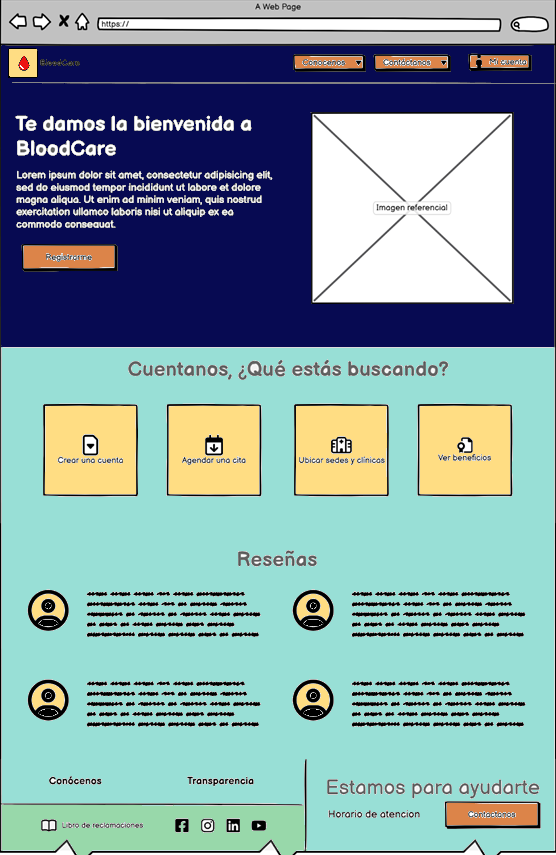 A Web Page
https://
BloodCare
Conócenos
Contáctanos
Mi cuenta
Te damos la bienvenida a
BloodCare
Lorem ipsum dolor sit amet, consectetur adipisicing elit,
sed do eiusmod tempor incididunt ut labore et dolore
magna aliqua. Ut enim ad minim veniam, quis nostrud
exercitation ullamco laboris nisi ut aliquip ex ea
commodo consequat.
Registrarme
Imagen referencial
Cuentanos, ¿Qué estás buscando?
Crear una cuenta
Agendar una cita
Ubicar sedes y clínicas
Ver beneficios
Reseñas
Conócenos
Transparencia
Estamos para ayudarte
Horario de atencion
Contáctanos
Libro de reclamaciones